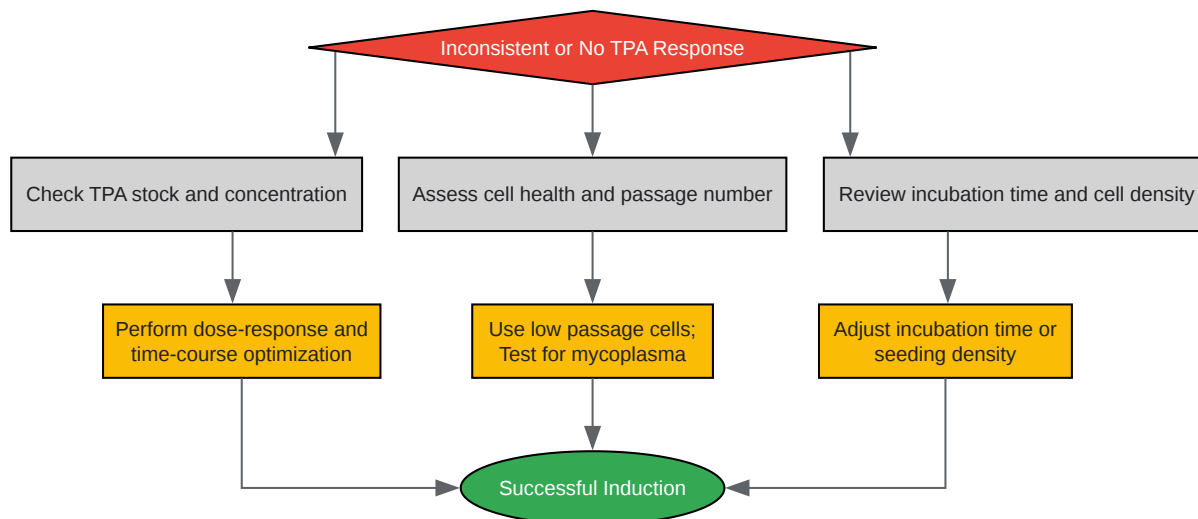 Inconsistent or No TPA Response
Check TPA stock and concentration
Assess cell health and passage number
Review incubation time and cell density
Perform dose-response and
time-course optimization
Use low passage cells;
Test for mycoplasma
Adjust incubation time or
seeding density
Successful Induction